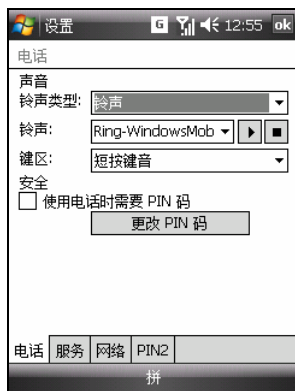 设置 G 12:55 ok
电话
声音
铃声类型: 铃声
铃声: Ring-WindowsMob
键区: 短按键音
安全
使用电话时需要 PIN 码
更改 PIN 码
电话 服务 网络 PIN2
拼